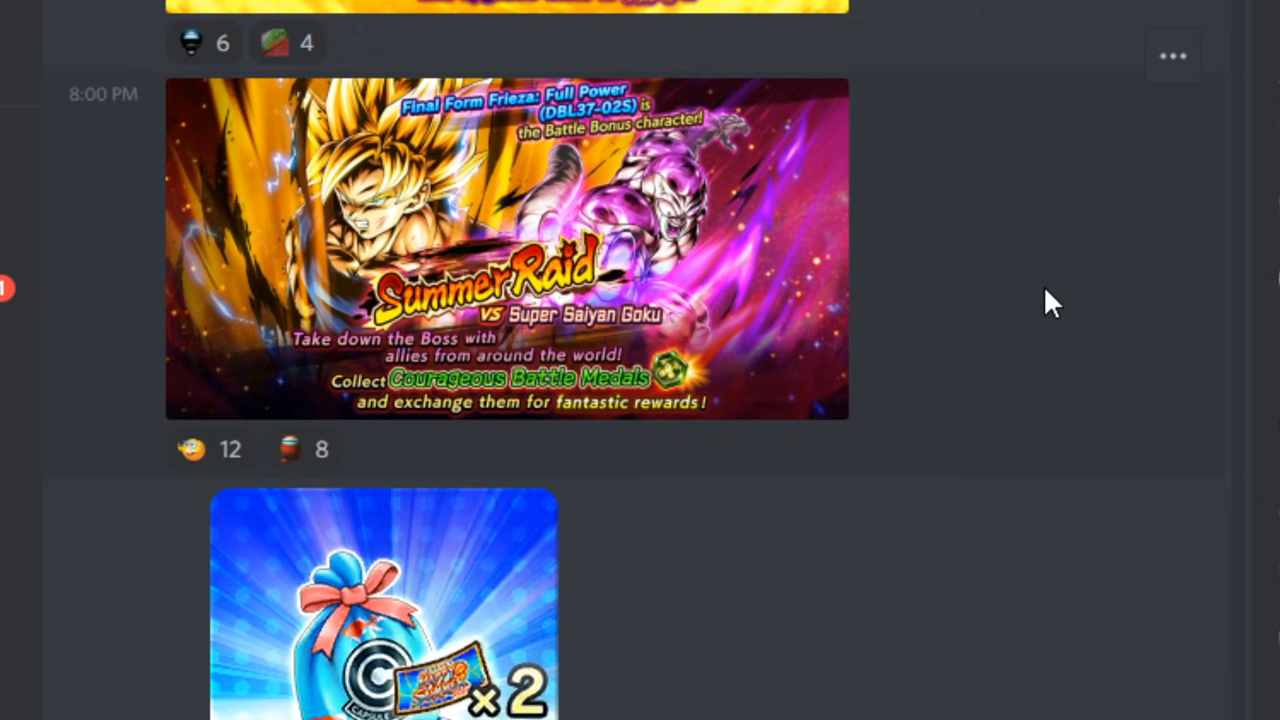 6
4
8:00 PM
Final Form Frieza: Full Power
(DBL37-02S) is
the Battle Bonus character!
Summer Raid
VS Super Saiyan Goku
Take down the Boss with
allies from around the world!
Collect Courageous Battle Medals
and exchange them for fantastic rewards!
1
12
8
C
CAPSULE
x2